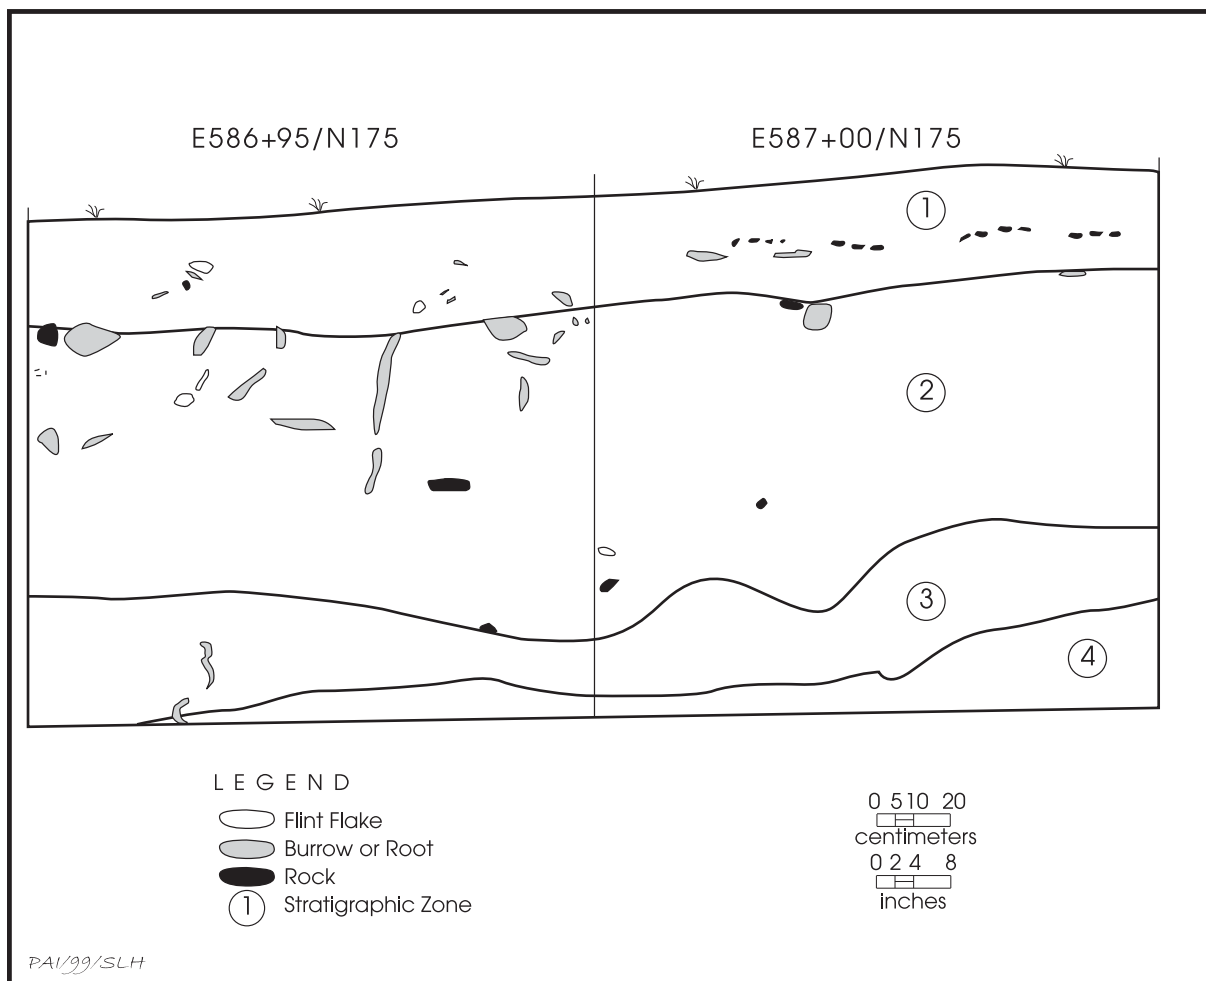 E586+95/N175
E587+00/N175
1
2
3
4
LEGEND
Flint Flake
Burrow or Root
Rock
1 Stratigraphic Zone
0 5 10 20
centimeters
0 2 4 8
inches
PAI/99/SLH